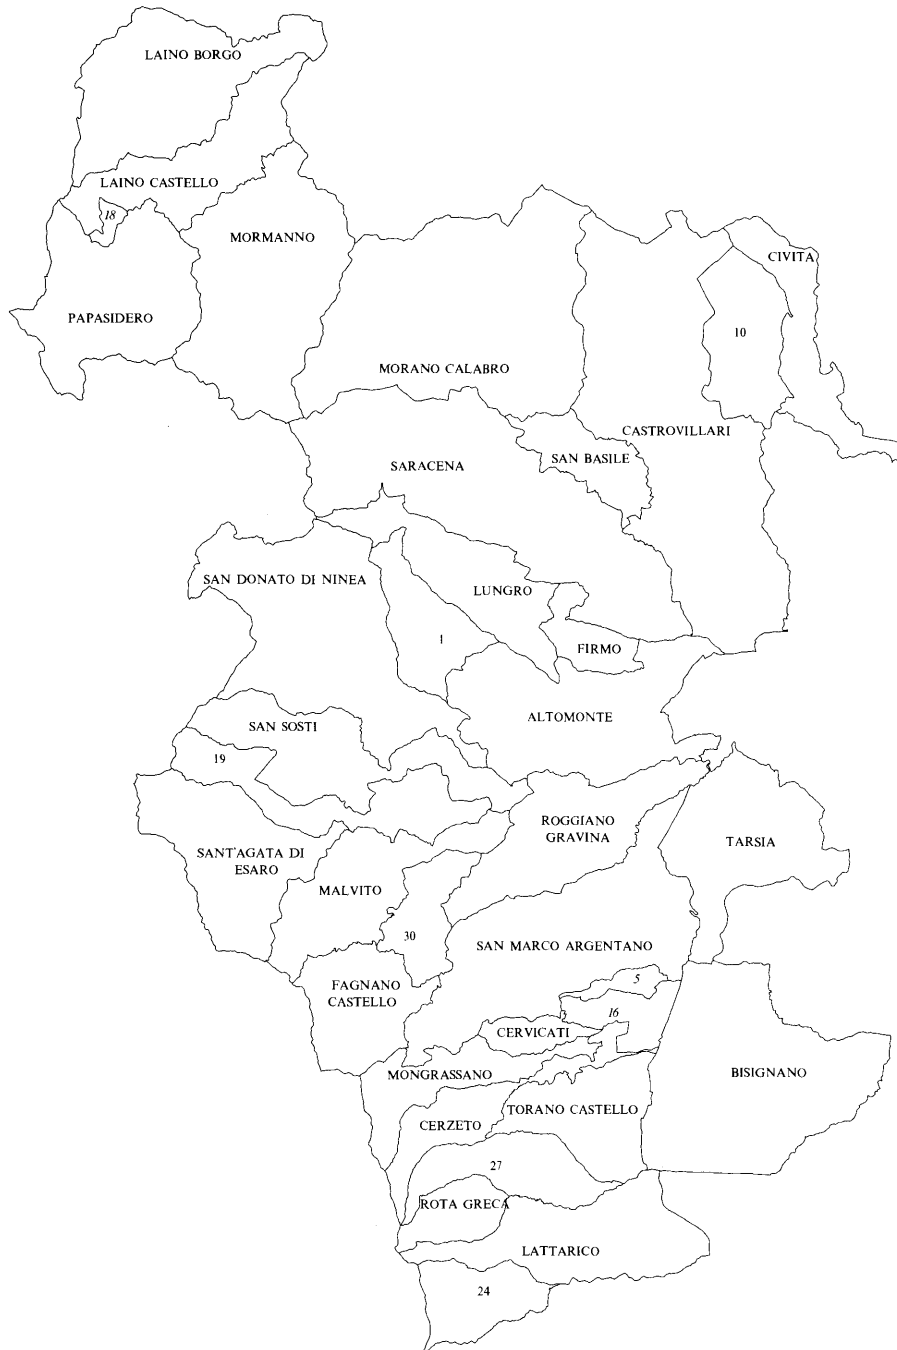 LAINO BORGO
LAINO CASTELLO
18
MORMANNO
CIVITA
PAPASIDERO
10
MORANO CALABRO
CASTROVILLARI
SAN BASILE
SARACENA
SAN DONATO DI NINEA
LUNGRO
1
FIRMO
ALTOMONTE
SAN SOSTI
19
ROGGIANO
GRAVINA
TARSIA
SANT'AGATA DI
ESARO
MALVITO
30
SAN MARCO ARGENTANO
5
FAGNANO
CASTELLO
16
CERVICATI
MONGRASSANO
BISIGNANO
TORANO CASTELLO
CERZETO
27
ROTA GRECA
LATTARICO
24